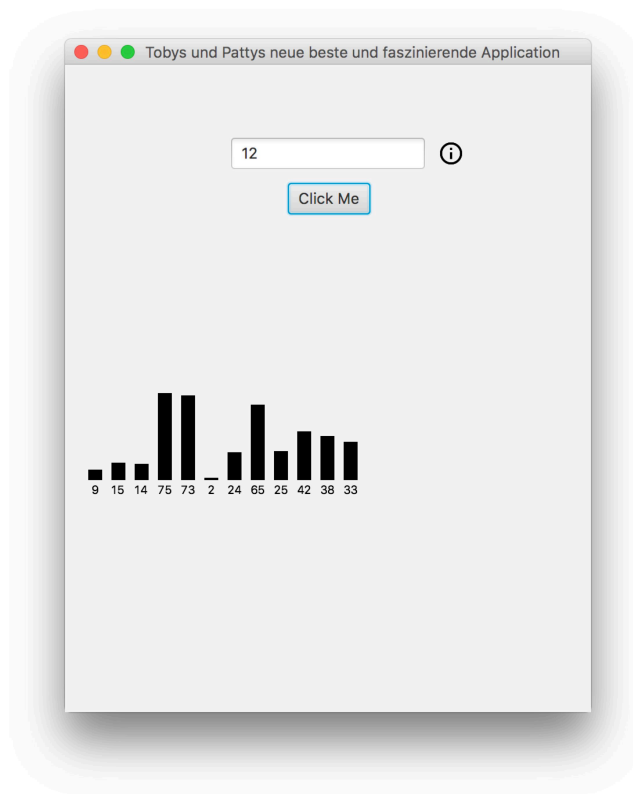 Tobys und Pattys neue beste und faszinierende Application
12
Click Me
9 15 14 75 73 2 24 65 25 42 38 33